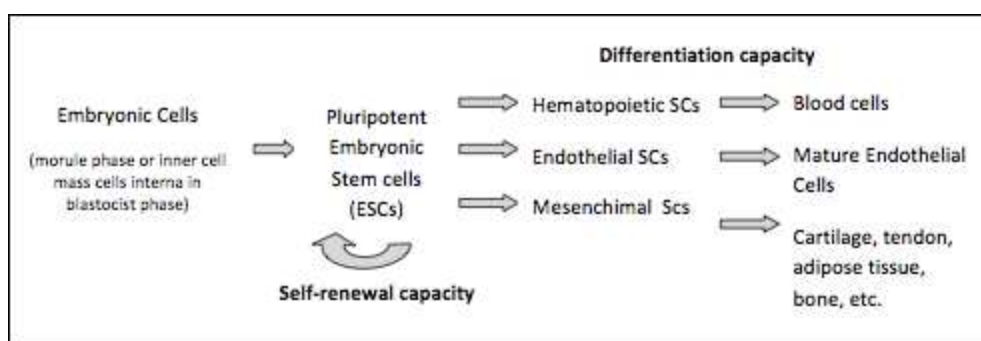 Differentiation capacity
Embryonic Cells
(morule phase or inner cell
mass cells interna in
blastocist phase)
Pluripotent
Embryonic
Stem cells
(ESCs)
Self-renewal capacity
Hematopoietic SCs
Endothelial SCs
Mesenchimal Scs
Blood cells
Mature Endothelial
Cells
Cartilage, tendon,
adipose tissue,
bone, etc.